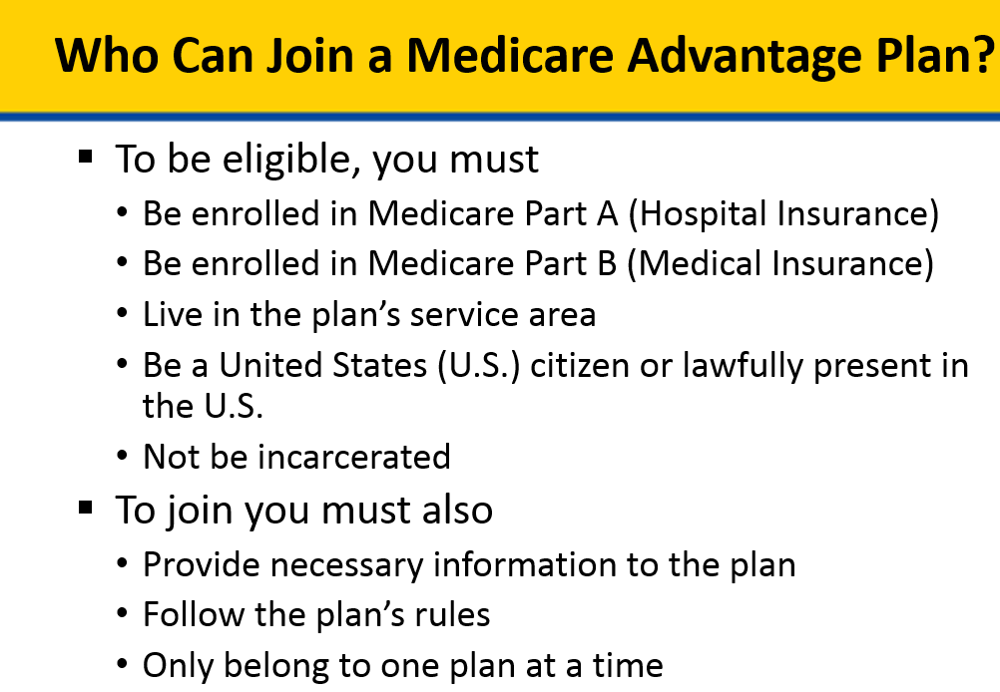 Who Can Join a Medicare Advantage Plan?
▪ To be eligible, you must
• Be enrolled in Medicare Part A (Hospital Insurance)
• Be enrolled in Medicare Part B (Medical Insurance)
• Live in the plan’s service area
• Be a United States (U.S.) citizen or lawfully present in
the U.S.
• Not be incarcerated
▪ To join you must also
• Provide necessary information to the plan
• Follow the plan’s rules
• Only belong to one plan at a time